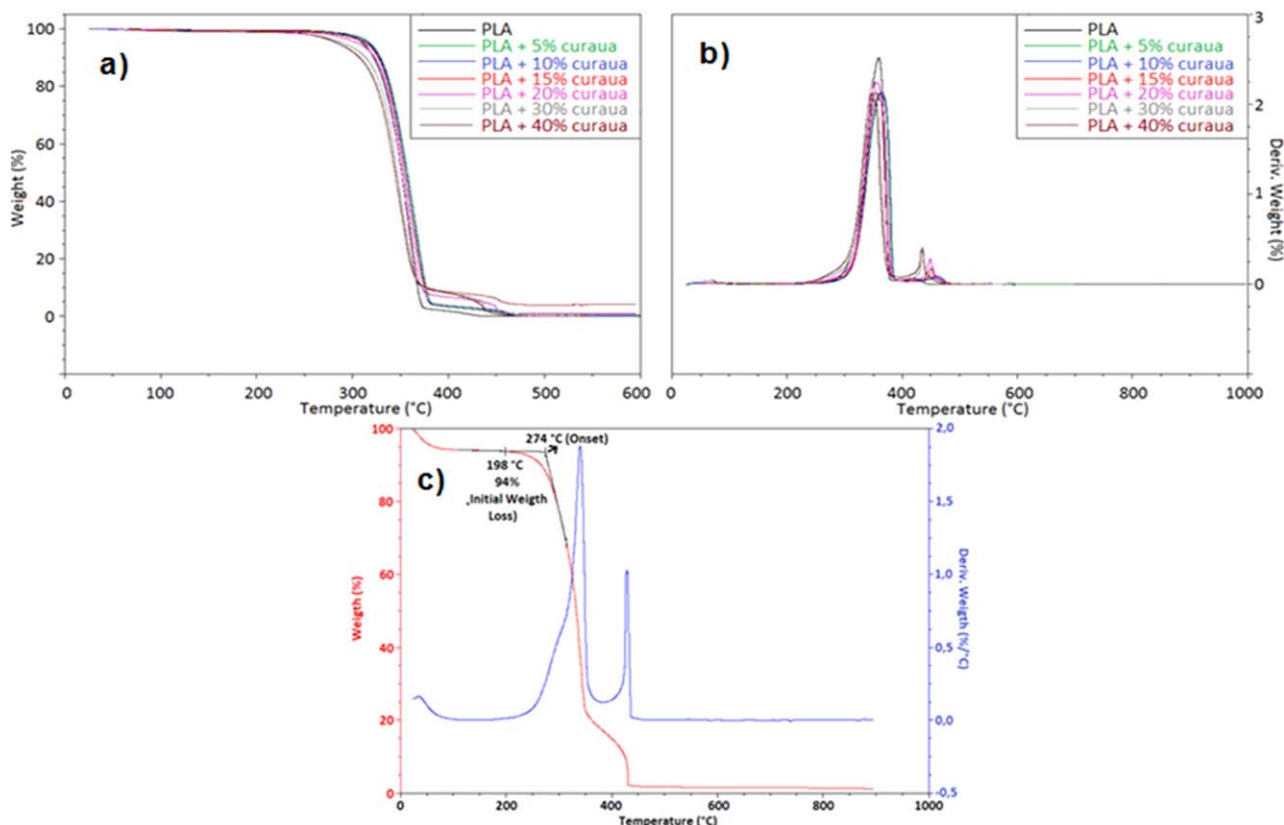 a)
PLA
PLA + 5% curaua
PLA + 10% curaua
PLA + 15% curaua
PLA + 20% curaua
PLA + 30% curaua
PLA + 40% curaua
100
80
60
40
20
0
Weight (%)
0 100 200 300 400 500 600
Temperature (°C)
b)
PLA
PLA + 5% curaua
PLA + 10% curaua
PLA + 15% curaua
PLA + 20% curaua
PLA + 30% curaua
PLA + 40% curaua
3
2
1
0
Deriv. Weight (%)
0 200 400 600 800 1000
Temperature (°C)
c)
274 °C (Onset)
198 °C
94%
Initial Weigth
Loss)
100
80
60
40
20
0
Weigth (%)
2,0
1,5
1,0
0,5
0,0
-0,5
Deriv. Weigth (%/°C)
0 200 400 600 800 1000
Temperature (°C)